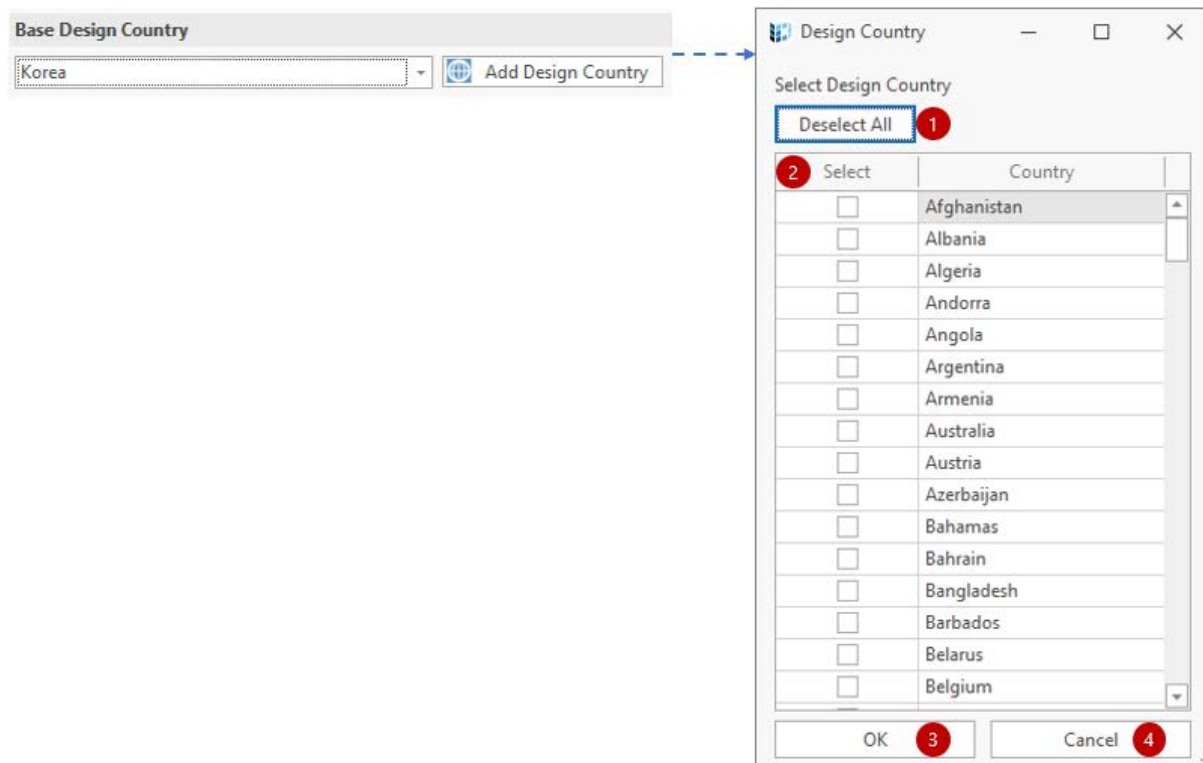 Base Design Country
Korea
Add Design Country
Design Country
Select Design Country
Deselect All 1
2 Select Country
Afghanistan
Albania
Algeria
Andorra
Angola
Argentina
Armenia
Australia
Austria
Azerbaijan
Bahamas
Bahrain
Bangladesh
Barbados
Belarus
Belgium
OK 3 Cancel 4